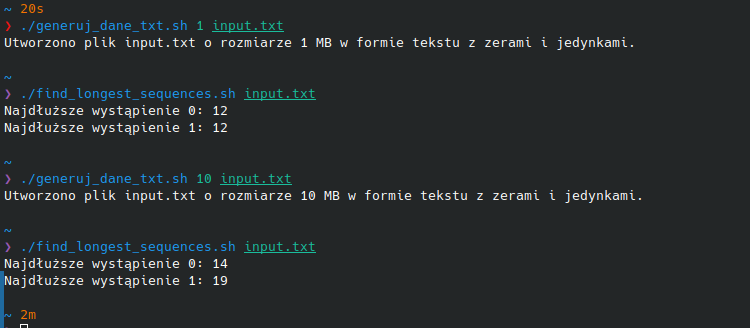 ~ 20s
❯ ./generuj_dane_txt.sh 1 input.txt
Utworzono plik input.txt o rozmiarze 1 MB w formie tekstu z zerami i jedynkami.
~
❯ ./find_longest_sequences.sh input.txt
Najdłuższe wystąpienie 0: 12
Najdłuższe wystąpienie 1: 12
~
❯ ./generuj_dane_txt.sh 10 input.txt
Utworzono plik input.txt o rozmiarze 10 MB w formie tekstu z zerami i jedynkami.
~
❯ ./find_longest_sequences.sh input.txt
Najdłuższe wystąpienie 0: 14
Najdłuższe wystąpienie 1: 19
~ 2m